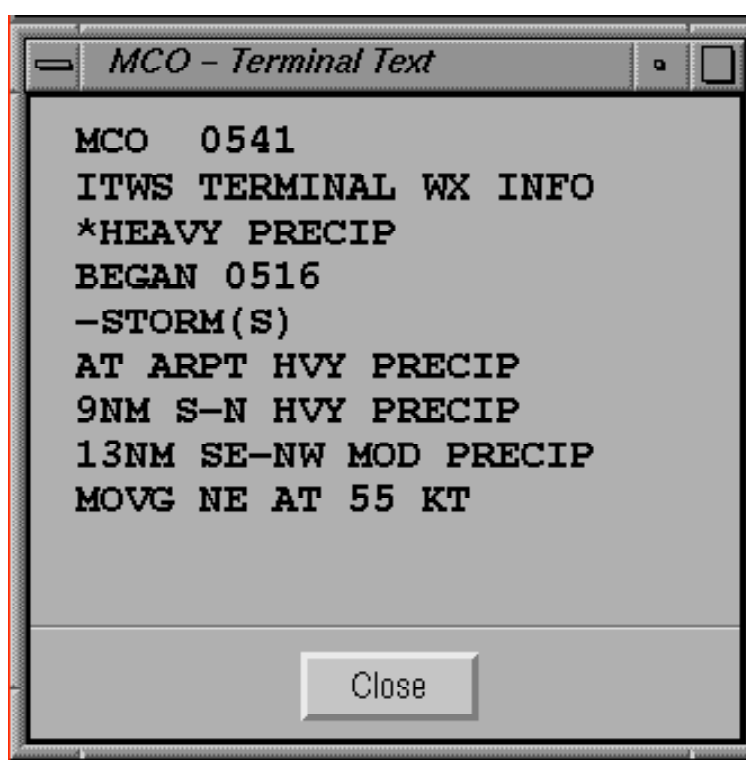 MCO – Terminal Text
MCO  0541
ITWS TERMINAL WX INFO
*HEAVY PRECIP
BEGAN 0516
–STORM(S)
AT ARPT HVY PRECIP
9NM S–N HVY PRECIP
13NM SE–NW MOD PRECIP
MOVG NE AT 55 KT
Close